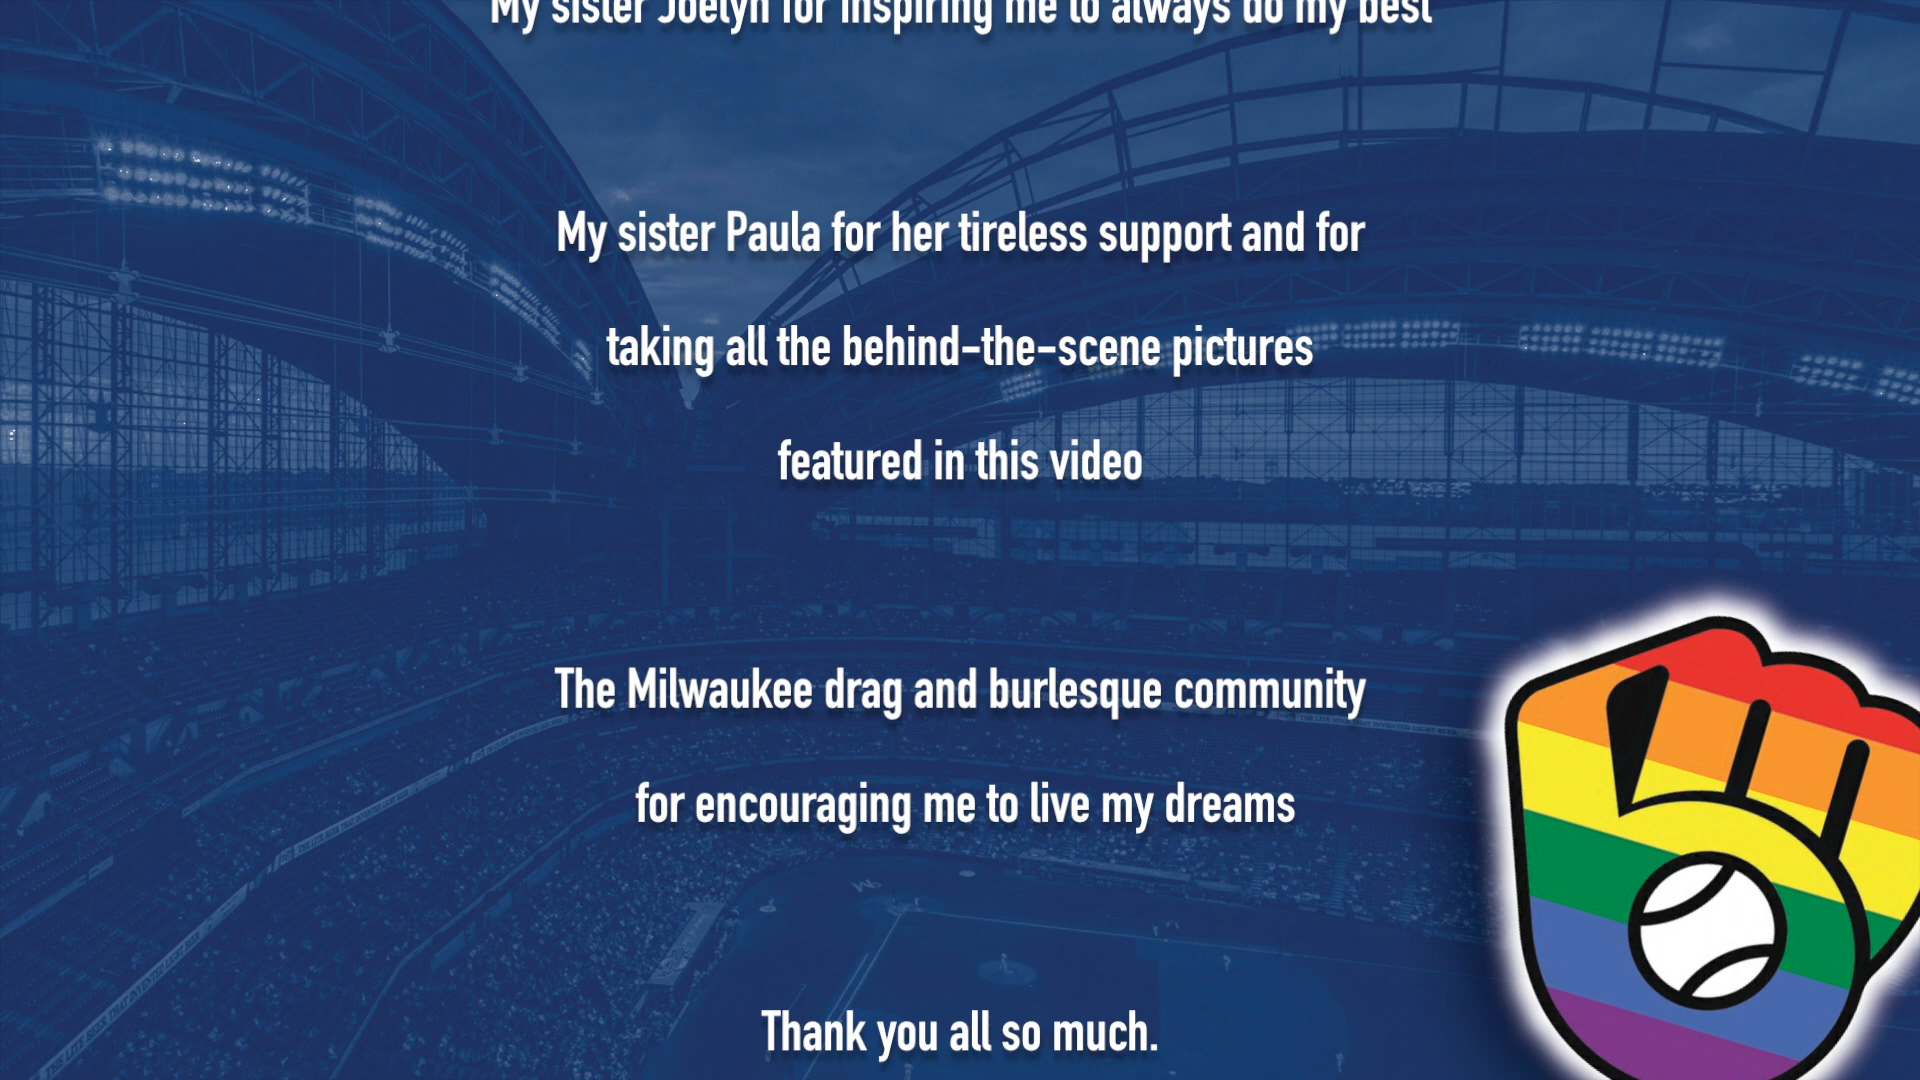 My sister Joelyn for inspiring me to always do my best
My sister Paula for her tireless support and for
taking all the behind-the-scene pictures
featured in this video
The Milwaukee drag and burlesque community
for encouraging me to live my dreams
Thank you all so much.